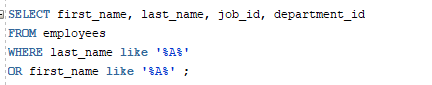 SELECT first_name, last_name, job_id, department_id
FROM employees
WHERE last_name like '%A%'
OR first_name like '%A%' ;